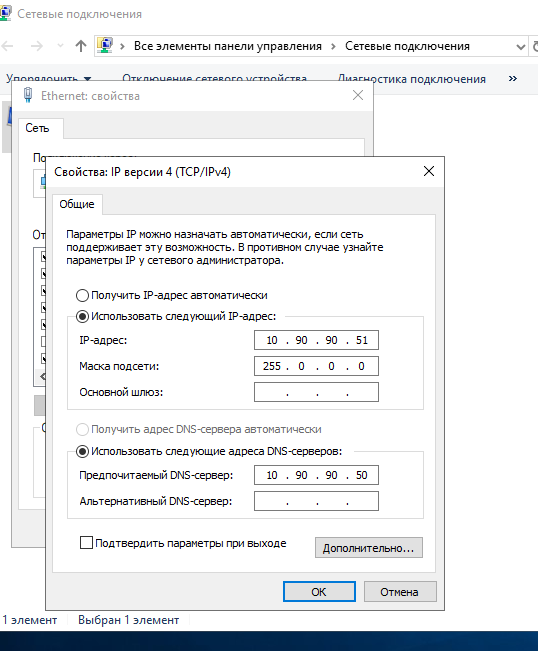 Сетевые подключения
Все элементы панели управления
Сетевые подключения
Упорядочить
Отключение сетевого устройства
Диагностика подключения
»
Ethernet: свойства
Сеть
Свойства: IP версии 4 (TCP/IPv4)
Общие
Параметры IP можно назначать автоматически, если сеть
поддерживает эту возможность. В противном случае узнайте
параметры IP у сетевого администратора.
Получить IP-адрес автоматически
Использовать следующий IP-адрес:
IP-адрес: 10 . 90 . 90 . 51
Маска подсети: 255 . 0 . 0 . 0
Основной шлюз: . . .
Получить адрес DNS-сервера автоматически
Использовать следующие адреса DNS-серверов:
Предпочитаемый DNS-сервер: 10 . 90 . 90 . 50
Альтернативный DNS-сервер: . . .
Подтвердить параметры при выходе
Дополнительно...
ОК
Отмена
1 элемент
Выбран 1 элемент